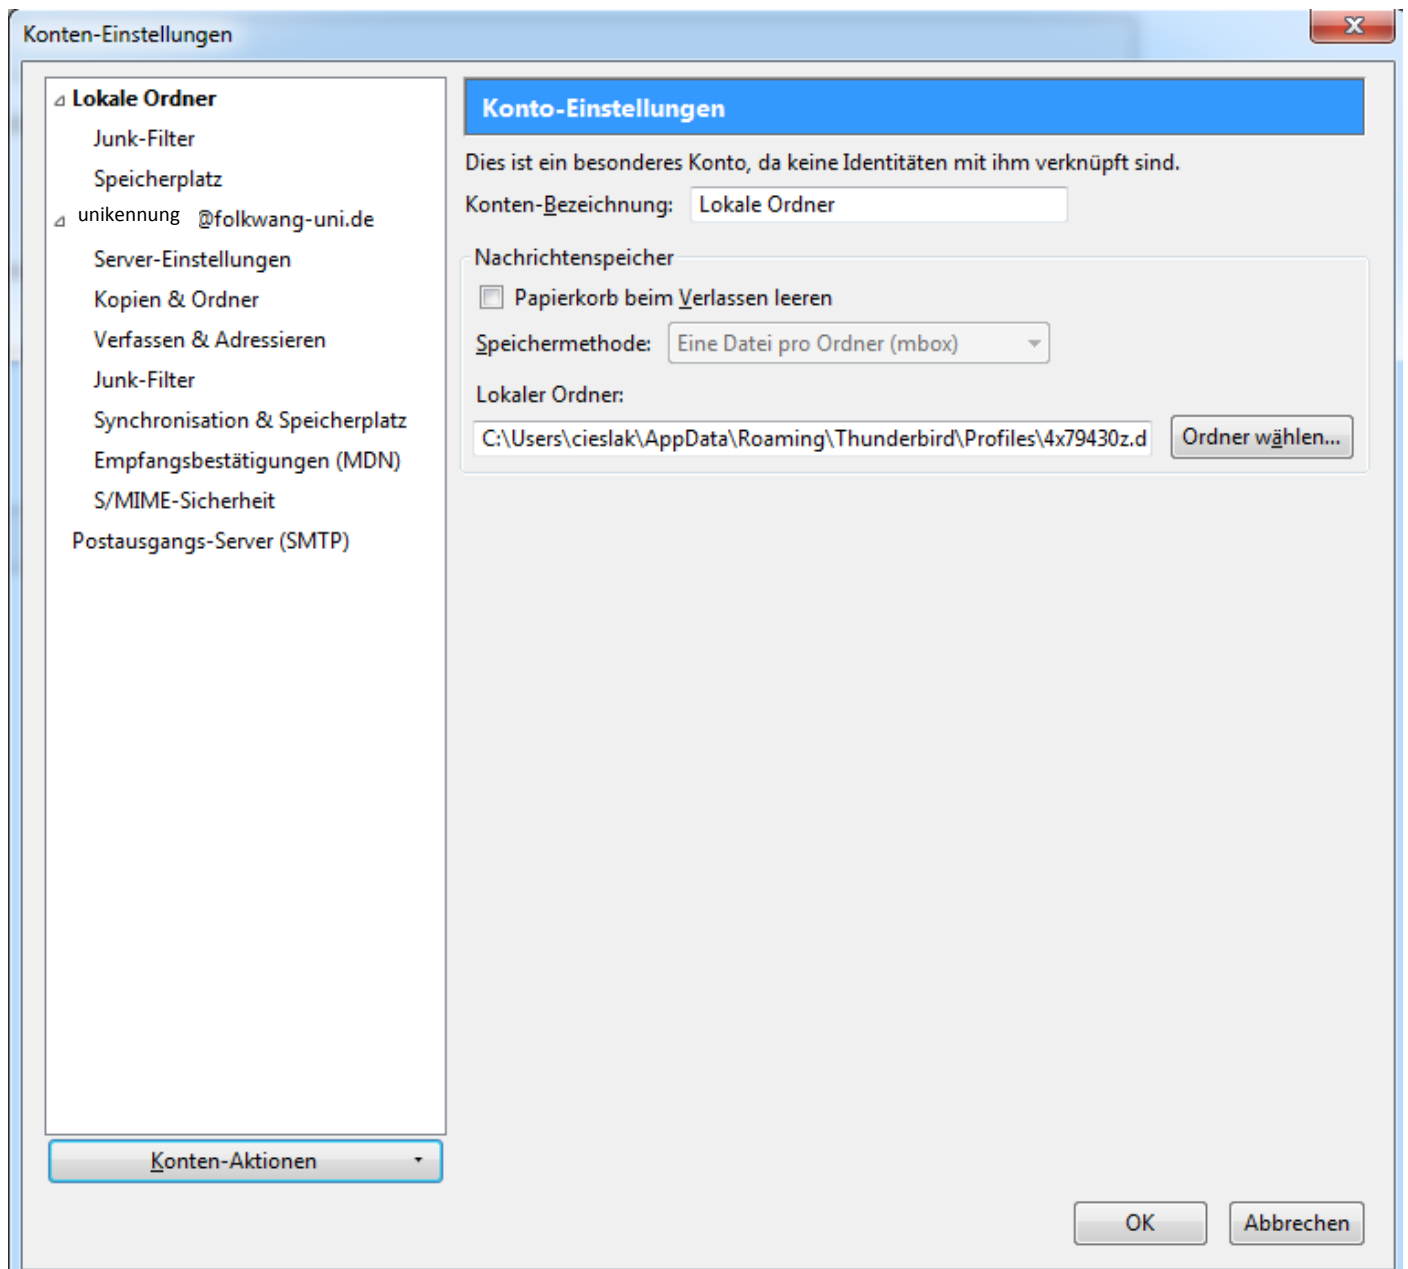 Konten-Einstellungen
Lokale Ordner
Junk-Filter
Speicherplatz
unikennung @folkwang-uni.de
Server-Einstellungen
Kopien & Ordner
Verfassen & Adressieren
Junk-Filter
Synchronisation & Speicherplatz
Empfangsbestätigungen (MDN)
S/MIME-Sicherheit
Postausgangs-Server (SMTP)
Konten-Aktionen
Konto-Einstellungen
Dies ist ein besonderes Konto, da keine Identitäten mit ihm verknüpft sind.
Konten-Bezeichnung: Lokale Ordner
Nachrichtenspeicher
Papierkorb beim Verlassen leeren
Speichermethode: Eine Datei pro Ordner (mbox)
Lokaler Ordner:
C:\Users\cieslak\AppData\Roaming\Thunderbird\Profiles\4x79430z.d Ordner wählen...
OK Abbrechen